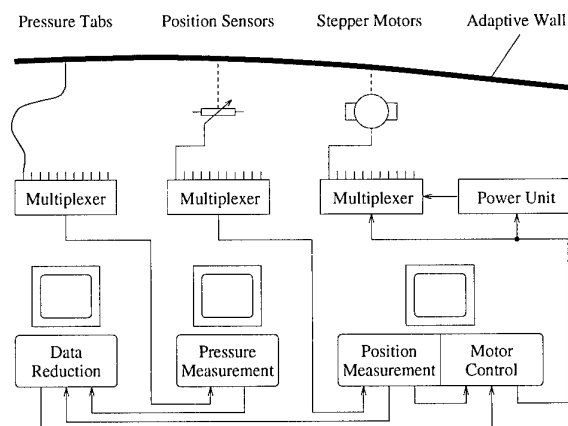 Pressure Tabs Position Sensors Stepper Motors Adaptive Wall
Multiplexer Multiplexer Multiplexer Power Unit
Data Reduction
Pressure Measurement
Position Measurement
Motor Control